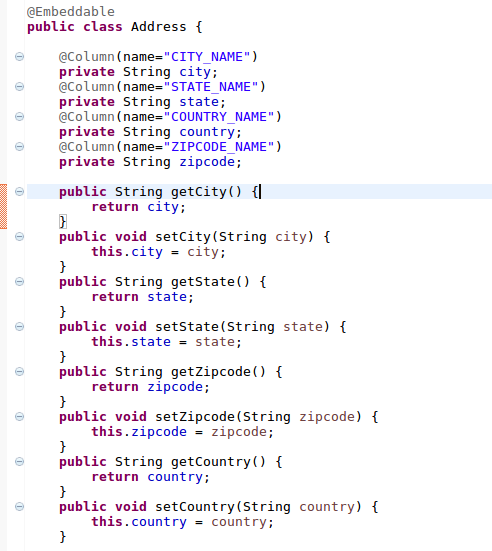 @Embeddable
public class Address {
@Column(name="CITY_NAME")
private String city;
@Column(name="STATE_NAME")
private String state;
@Column(name="COUNTRY_NAME")
private String country;
@Column(name="ZIPCODE_NAME")
private String zipcode;
public String getCity() {
return city;
}
public void setCity(String city) {
this.city = city;
}
public String getState() {
return state;
}
public void setState(String state) {
this.state = state;
}
public String getZipcode() {
return zipcode;
}
public void setZipcode(String zipcode) {
this.zipcode = zipcode;
}
public String getCountry() {
return country;
}
public void setCountry(String country) {
this.country = country;
}